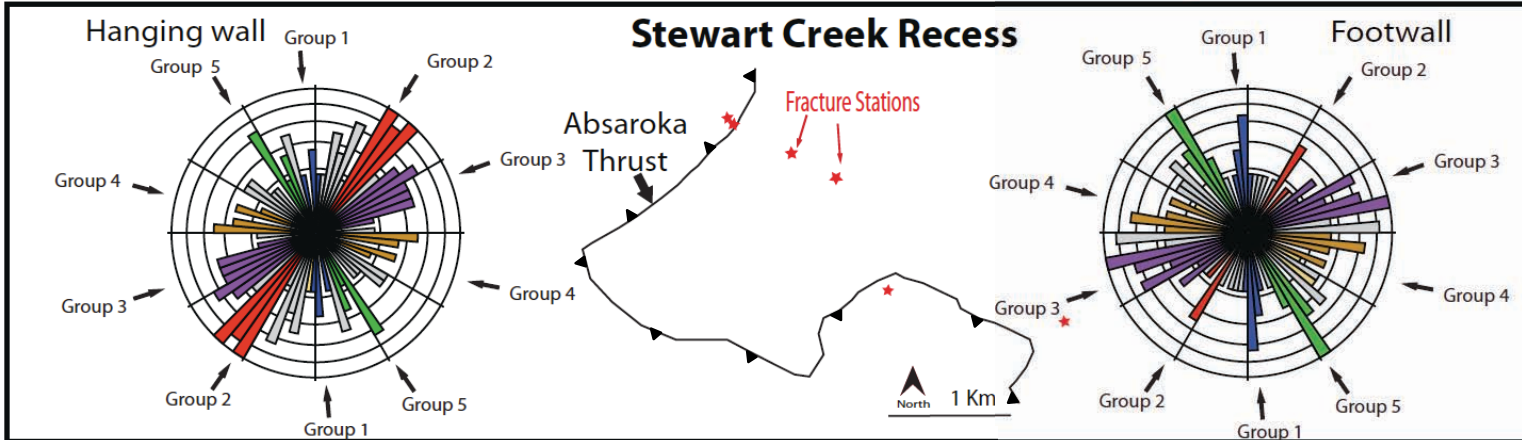 Stewart Creek Recess
Hanging wall
Group 1
Group 2
Group 5
Group 3
Group 4
Group 4
Group 3
Group 2
Group 5
Group 1
Absaroka
Thrust
Fracture Stations
North
1 Km
Footwall
Group 1
Group 5
Group 2
Group 3
Group 4
Group 4
Group 3
Group 2
Group 5
Group 1